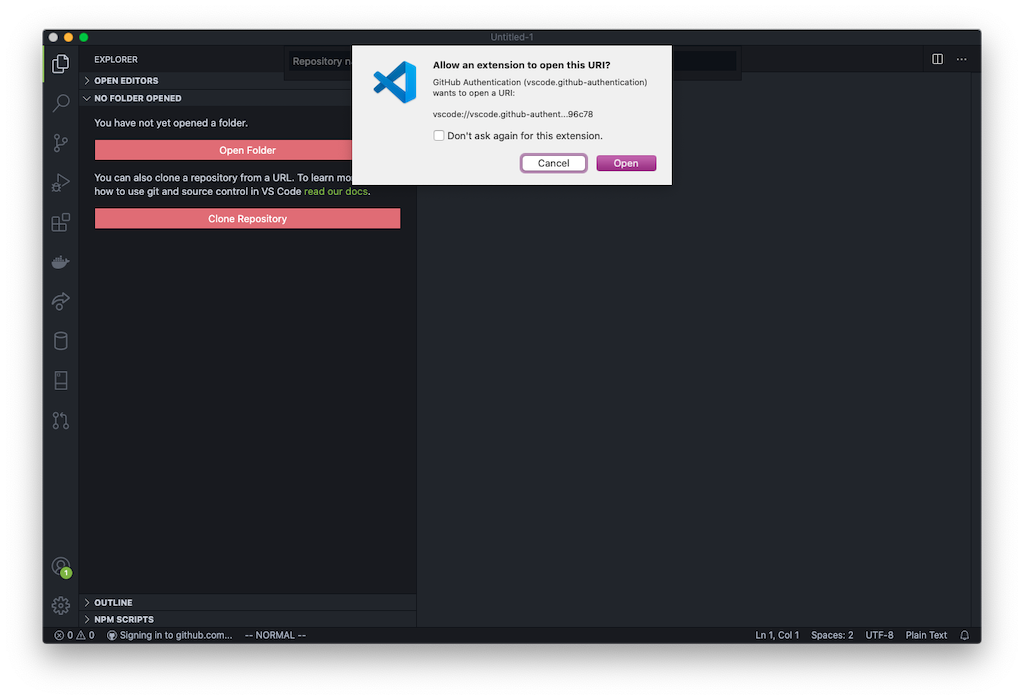 Untitled-1
EXPLORER
Repository
OPEN EDITORS
NO FOLDER OPENED
You have not yet opened a folder.
Open Folder
You can also clone a repository from a URL. To learn
how to use git and source control in VS Code read our docs.
Clone Repository
Allow an extension to open this URI?
GitHub Authentication (vscode.github-authentication)
wants to open a URI:
vscode://vscode.github-authent...96c78
Don't ask again for this extension.
Cancel
Open
1
OUTLINE
NPM SCRIPTS
0 0 Signing in to github.com... -- NORMAL -- Ln 1, Col 1 Spaces: 2 UTF-8 Plain Text